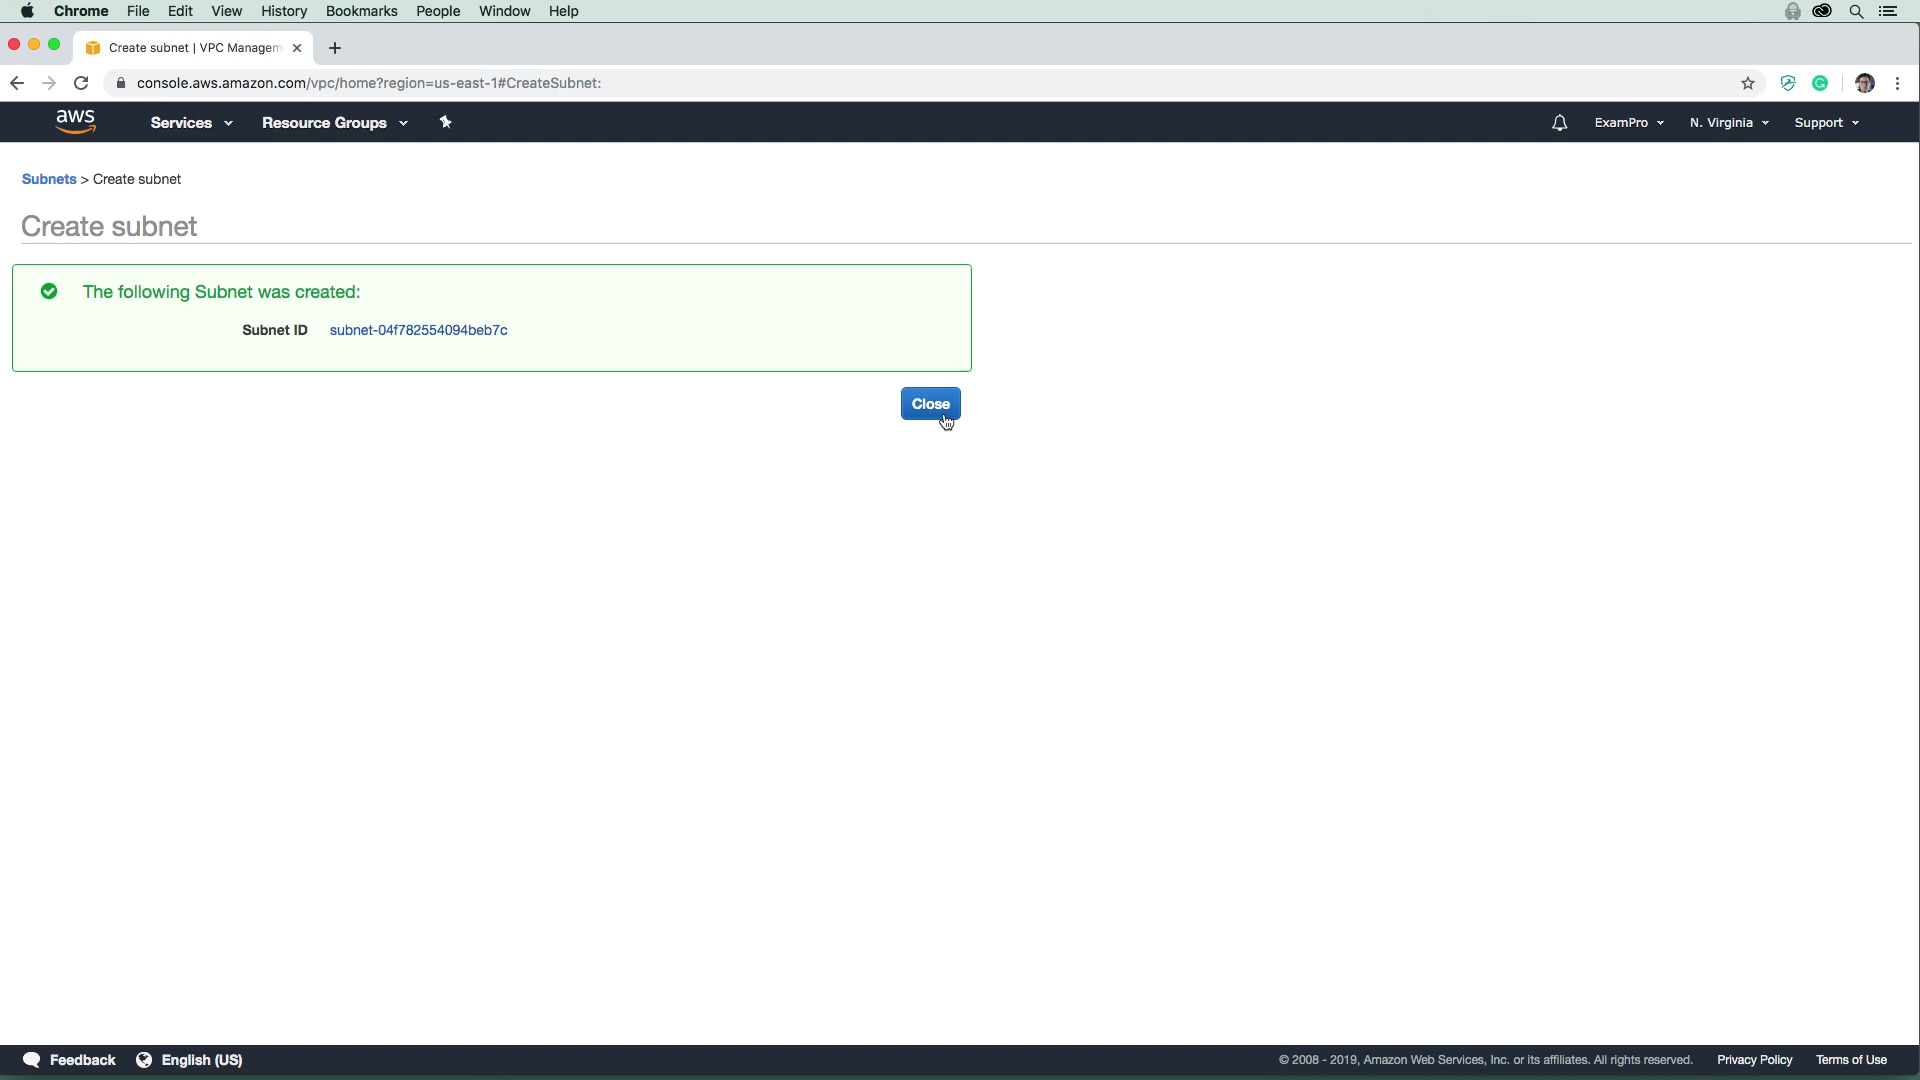 Chrome File Edit View History Bookmarks People Window Help
Create subnet | VPC Managem
console.aws.amazon.com/vpc/home?region=us-east-1#CreateSubnet:
aws Services Resource Groups ExamPro N. Virginia Support
Subnets > Create subnet
Create subnet
The following Subnet was created:
Subnet ID subnet-04f782554094beb7c
Close
Feedback English (US) © 2008 - 2019, Amazon Web Services, Inc. or its affiliates. All rights reserved. Privacy Policy Terms of Use